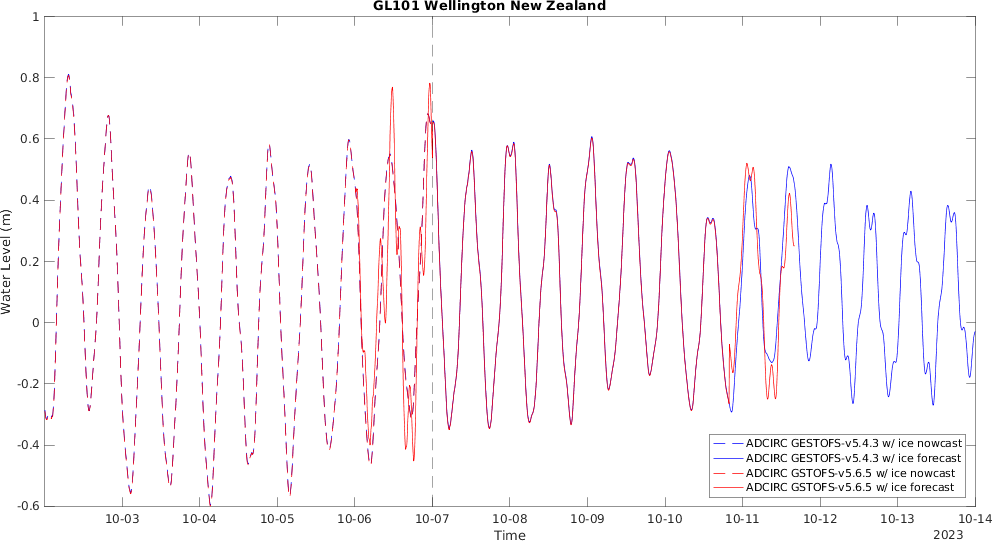 GL101 Wellington New Zealand
1
0.8
0.6
0.4
0.2
0
-0.2
-0.4
-0.6
Water Level (m)
ADCIRC GESTOFS-v5.4.3 w/ ice nowcast
ADCIRC GESTOFS-v5.4.3 w/ ice forecast
ADCIRC GSTOFS-v5.6.5 w/ ice nowcast
ADCIRC GSTOFS-v5.6.5 w/ ice forecast
10-03 10-04 10-05 10-06 10-07 10-08 10-09 10-10 10-11 10-12 10-13 10-14
Time
2023